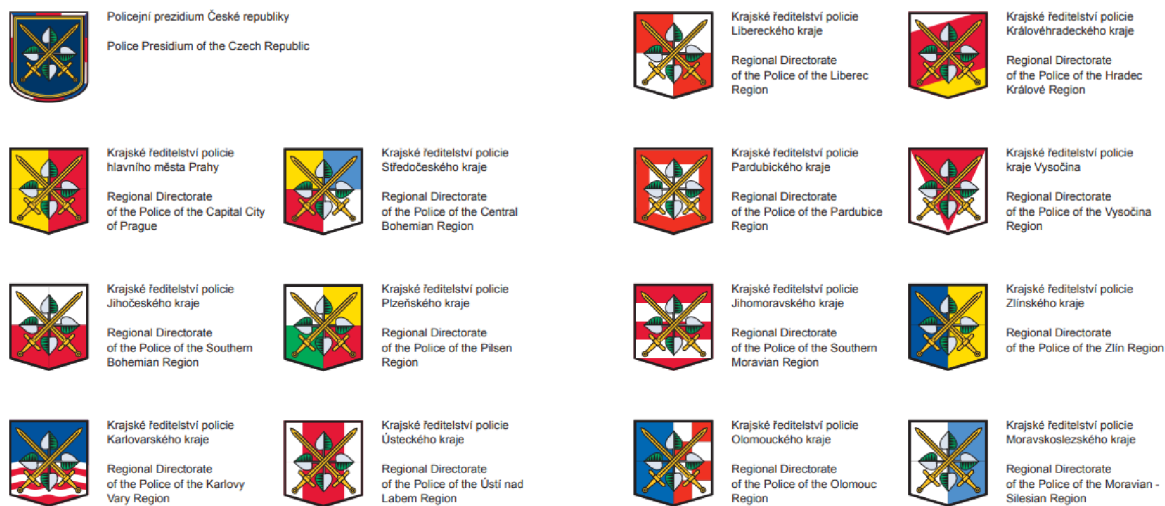 Policejní prezidium České republiky
Police Presidium of the Czech Republic
Krajské ředitelství policie
Libereckého kraje
Regional Directorate
of the Police of the Liberec
Region
Krajské ředitelství policie
Královéhradeckého kraje
Regional Directorate
of the Police of the Hradec
Králové Region
Krajské ředitelství policie
hlavního města Prahy
Regional Directorate
of the Police of the Capital City
of Prague
Krajské ředitelství policie
Středočeského kraje
Regional Directorate
of the Police of the Central
Bohemian Region
Krajské ředitelství policie
Pardubického kraje
Regional Directorate
of the Police of the Pardubice
Region
Krajské ředitelství policie
kraje Vysočina
Regional Directorate
of the Police of the Vysočina
Region
Krajské ředitelství policie
Jihočeského kraje
Regional Directorate
of the Police of the Southern
Bohemian Region
Krajské ředitelství policie
Plzeňského kraje
Regional Directorate
of the Police of the Pilsen
Region
Krajské ředitelství policie
Jihomoravského kraje
Regional Directorate
of the Police of the Southern
Moravian Region
Krajské ředitelství policie
Zlínského kraje
Regional Directorate
of the Police of the Zlín Region
Krajské ředitelství policie
Karlovarského kraje
Regional Directorate
of the Police of the Karlovy
Vary Region
Krajské ředitelství policie
Ústeckého kraje
Regional Directorate
of the Police of the Ústí nad
Labem Region
Krajské ředitelství policie
Olomouckého kraje
Regional Directorate
of the Police of the Olomouc
Region
Krajské ředitelství policie
Moravskoslezského kraje
Regional Directorate
of the Police of the Moravian -
Silesian Region